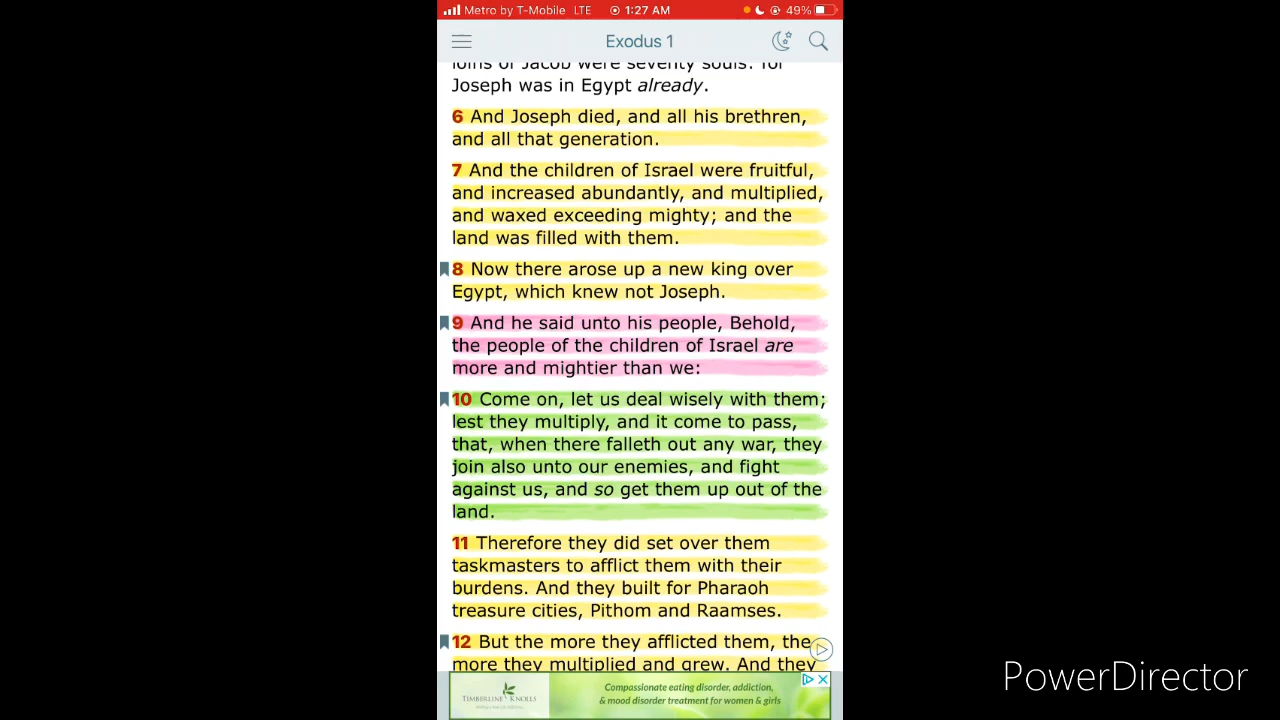 Metro by T-Mobile LTE 1:27 AM 49%
Exodus 1
loins of Jacob were seventy souls: for
Joseph was in Egypt already.
6 And Joseph died, and all his brethren,
and all that generation.
7 And the children of Israel were fruitful,
and increased abundantly, and multiplied,
and waxed exceeding mighty; and the
land was filled with them.
8 Now there arose up a new king over
Egypt, which knew not Joseph.
9 And he said unto his people, Behold,
the people of the children of Israel are
more and mightier than we:
10 Come on, let us deal wisely with them;
lest they multiply, and it come to pass,
that, when there falleth out any war, they
join also unto our enemies, and fight
against us, and so get them up out of the
land.
11 Therefore they did set over them
taskmasters to afflict them with their
burdens. And they built for Pharaoh
treasure cities, Pithom and Raamses.
12 But the more they afflicted them, the
more they multiplied and grew. And they
TIMBERLINE KNOLLS
Compassionate eating disorder, addiction,
& mood disorder treatment for women & girls
PowerDirector